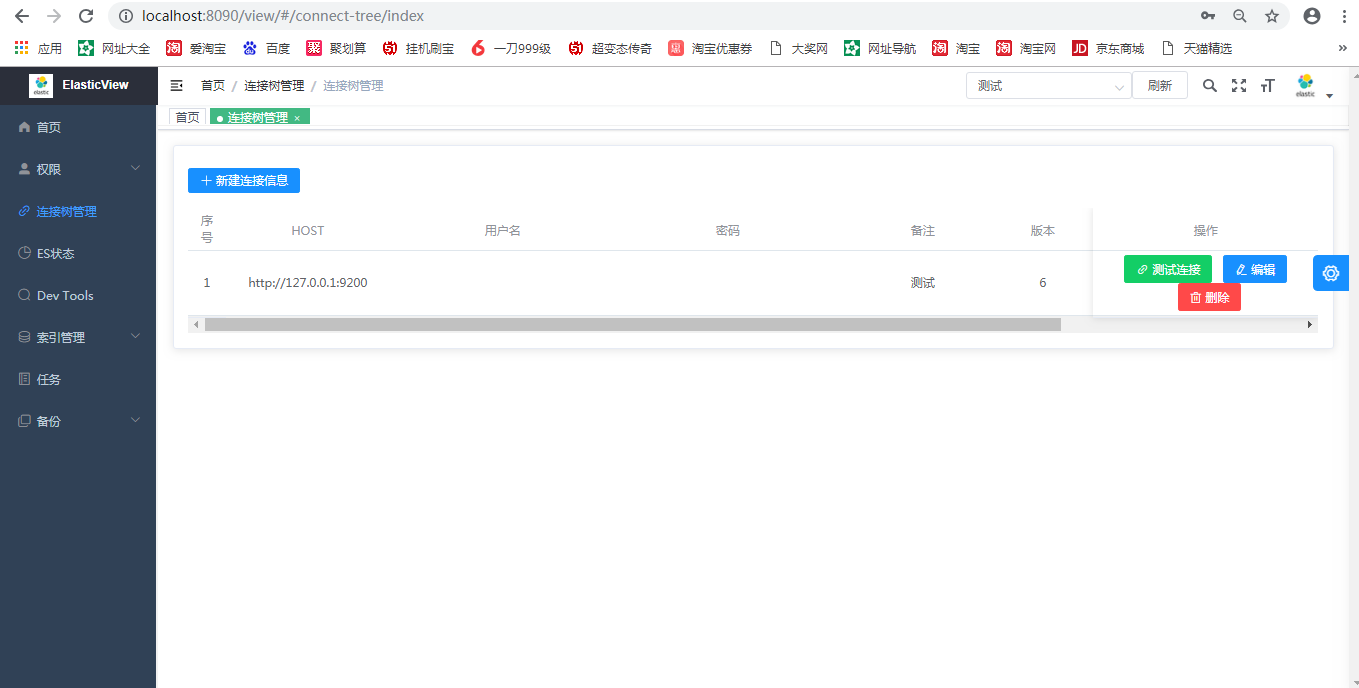 localhost:8090/view/#/connect-tree/index
应用 网址大全 淘 爱淘宝 百度 聚 聚划算 51 挂机刷宝 一刀999级 51 超变态传奇 淘宝优惠券 大奖网 网址导航 淘 淘宝 淘 淘宝网 JD 京东商城 天猫精选 »
elastic ElasticView
首页 / 连接树管理 / 连接树管理
测试 刷新
elastic
首页 连接树管理 ×
首页
权限
连接树管理
ES状态
Dev Tools
索引管理
任务
备份
+ 新建连接信息
序号 HOST 用户名 密码 备注 版本 操作
1 http://127.0.0.1:9200 测试 6 测试连接 编辑
删除